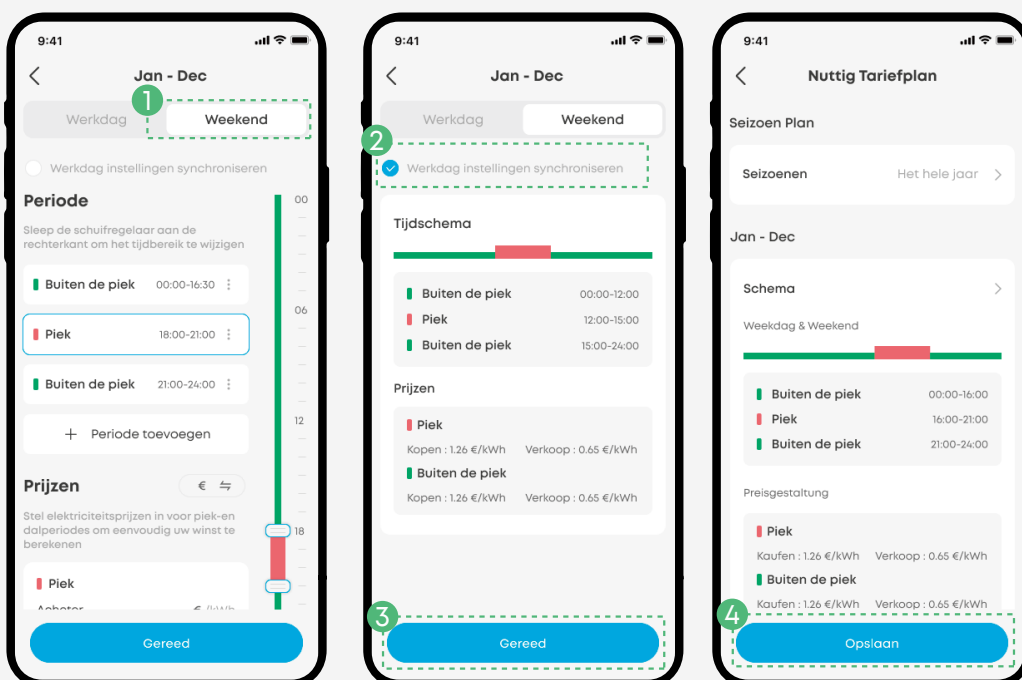 9:41
Jan - Dec
1
Werkdag Weekend
Werkdag instellingen synchroniseren
Periode
Sleep de schuifregelaar aan de
rechterkant om het tijdbereik te wijzigen
Buiten de piek 00:00-16:30
Piek 18:00-21:00
Buiten de piek 21:00-24:00
+ Periode toevoegen
Prijzen €
Stel elektriciteitsprijzen in voor piek-en
dalperiodes om eenvoudig uw winst te
berekenen
Piek
Acheter € /kWh
00
06
12
18
Gereed
9:41
Jan - Dec
Werkdag Weekend
2
Werkdag instellingen synchroniseren
Tijdschema
Buiten de piek 00:00-12:00
Piek 12:00-15:00
Buiten de piek 15:00-24:00
Prijzen
Piek
Kopen : 1.26 €/kWh Verkoop : 0.65 €/kWh
Buiten de piek
Kopen : 1.26 €/kWh Verkoop : 0.65 €/kWh
3
Gereed
9:41
Nuttig Tariefplan
Seizoen Plan
Seizoenen Het hele jaar
Jan - Dec
Schema
Weekdag & Weekend
Buiten de piek 00:00-16:00
Piek 16:00-21:00
Buiten de piek 21:00-24:00
Preisgestaltung
Piek
Kaufen : 1.26 €/kWh Verkoop : 0.65 €/kWh
Buiten de piek
Kaufen : 1.26 €/kWh Verkoop : 0.65 €/kWh
4
Opslaan